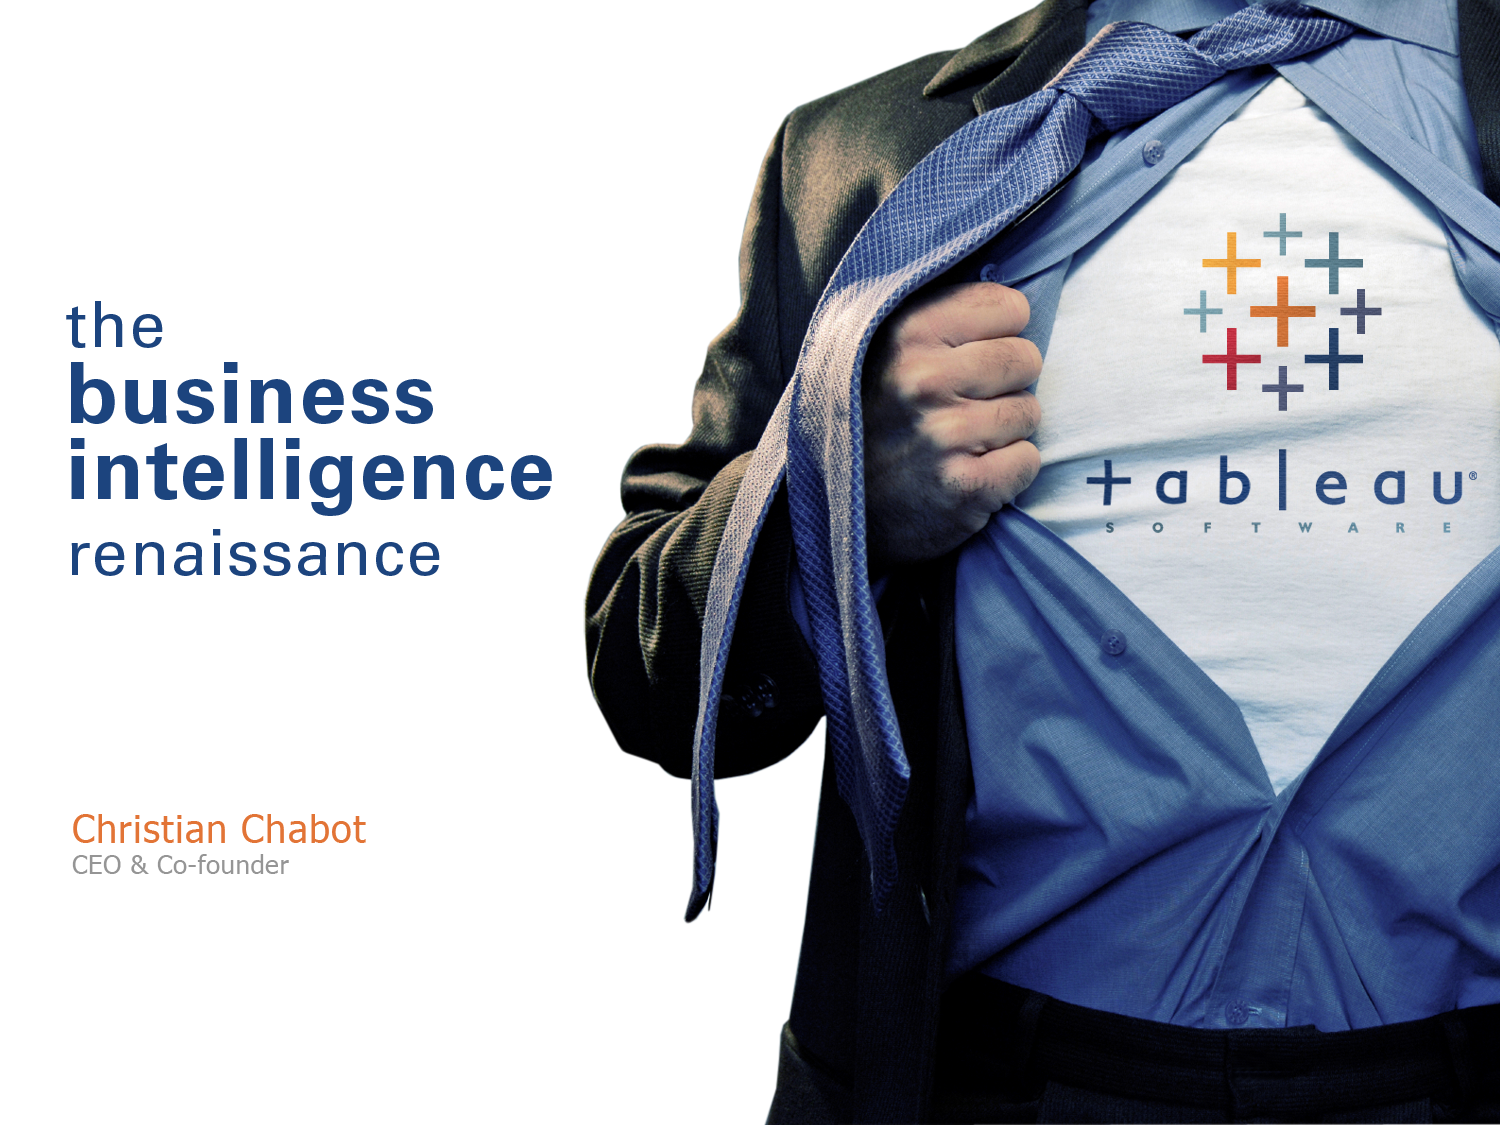 the
business
intelligence
renaissance
Christian Chabot
CEO & Co-founder
tableau®
SOFTWARE